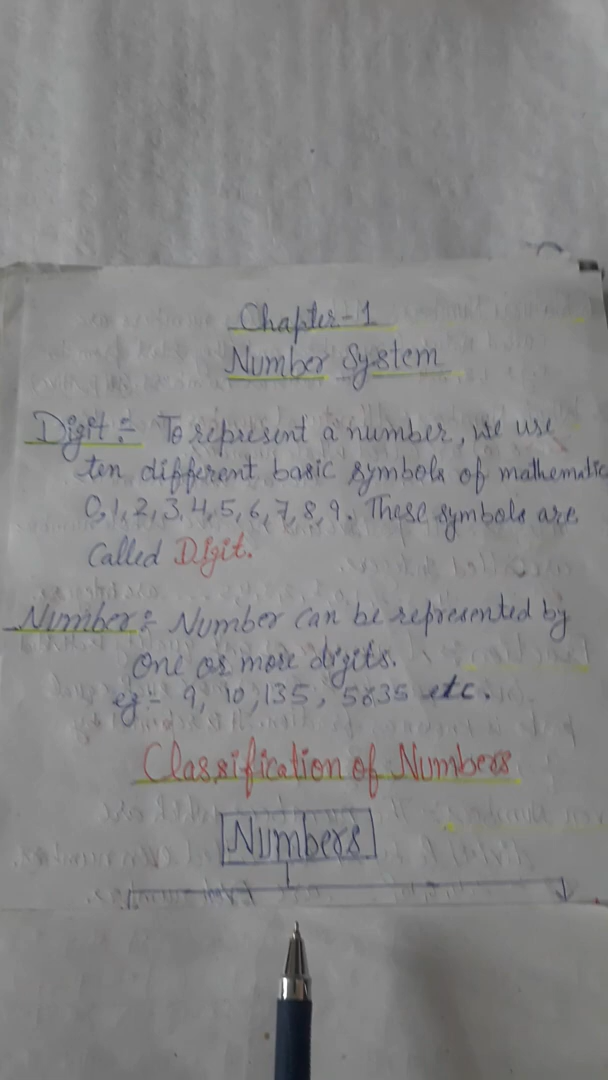 Chapter-1
Number System
Digit:- To represent a number, we use
ten different basic symbols of mathematic
0,1,2,3,4,5,6,7,8,9. These symbols are
called Digit.
Number:- Number can be represented by
one or more digits.
eg:- 9, 10, 135, 5835 etc.
Classification of Numbers
Numbers